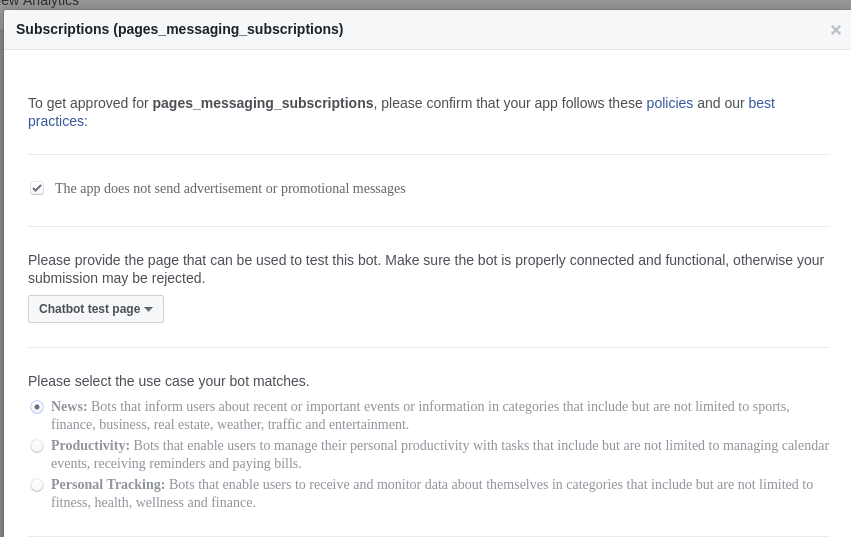 ew Analytics
Subscriptions (pages_messaging_subscriptions)
To get approved for pages_messaging_subscriptions, please confirm that your app follows these policies and our best
practices:
The app does not send advertisement or promotional messages
Please provide the page that can be used to test this bot. Make sure the bot is properly connected and functional, otherwise your
submission may be rejected.
Chatbot test page
Please select the use case your bot matches.
News: Bots that inform users about recent or important events or information in categories that include but are not limited to sports,
finance, business, real estate, weather, traffic and entertainment.
Productivity: Bots that enable users to manage their personal productivity with tasks that include but are not limited to managing calendar
events, receiving reminders and paying bills.
Personal Tracking: Bots that enable users to receive and monitor data about themselves in categories that include but are not limited to
fitness, health, wellness and finance.